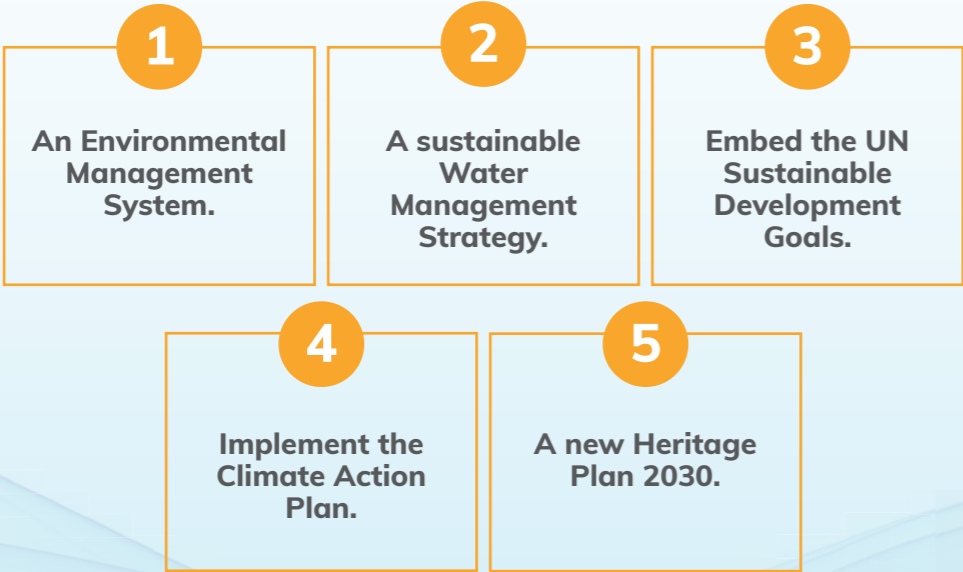 1
An Environmental
Management
System.
2
A sustainable
Water
Management
Strategy.
3
Embed the UN
Sustainable
Development
Goals.
4
Implement the
Climate Action
Plan.
5
A new Heritage
Plan 2030.